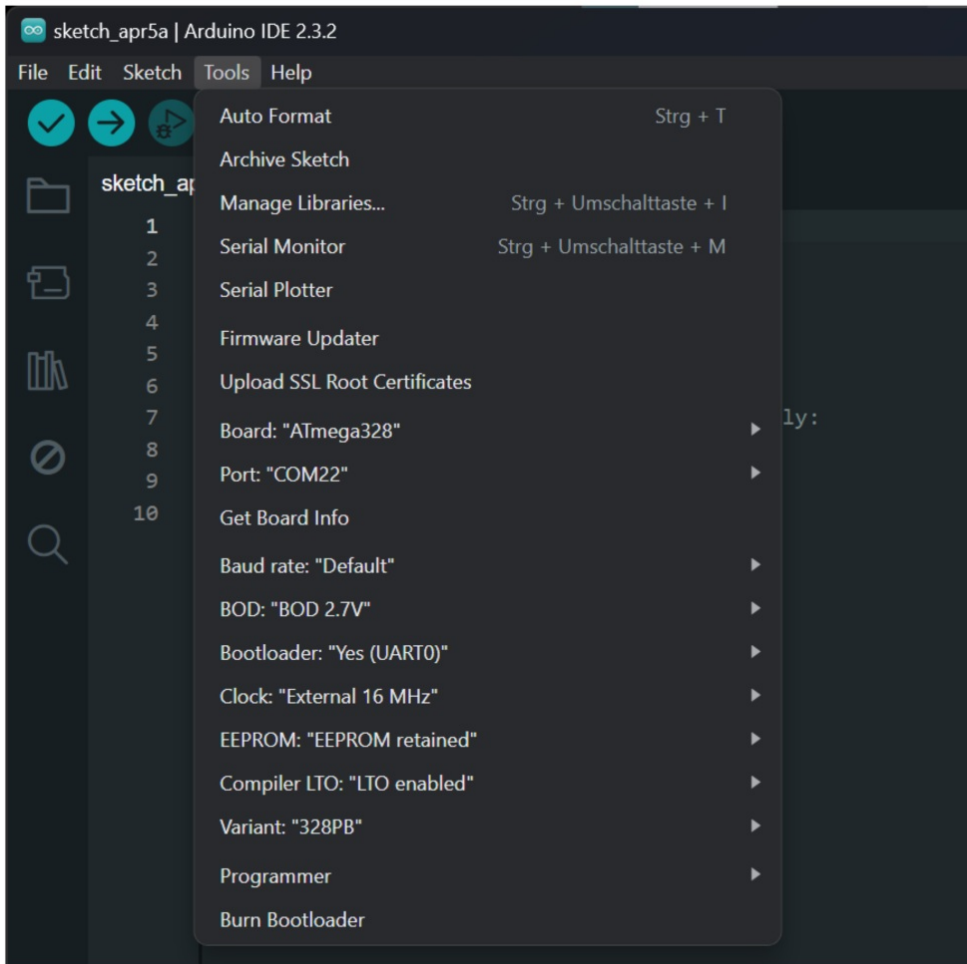 sketch_apr5a | Arduino IDE 2.3.2
File Edit Sketch Tools Help
Auto Format Strg + T
Archive Sketch
sketch_ap
Manage Libraries... Strg + Umschalttaste + I
1
Serial Monitor Strg + Umschalttaste + M
2
3 Serial Plotter
4
Firmware Updater
5
6 Upload SSL Root Certificates
7 ly:
Board: "ATmega328"
8
9 Port: "COM22"
10 Get Board Info
Baud rate: "Default"
BOD: "BOD 2.7V"
Bootloader: "Yes (UART0)"
Clock: "External 16 MHz"
EEPROM: "EEPROM retained"
Compiler LTO: "LTO enabled"
Variant: "328PB"
Programmer
Burn Bootloader